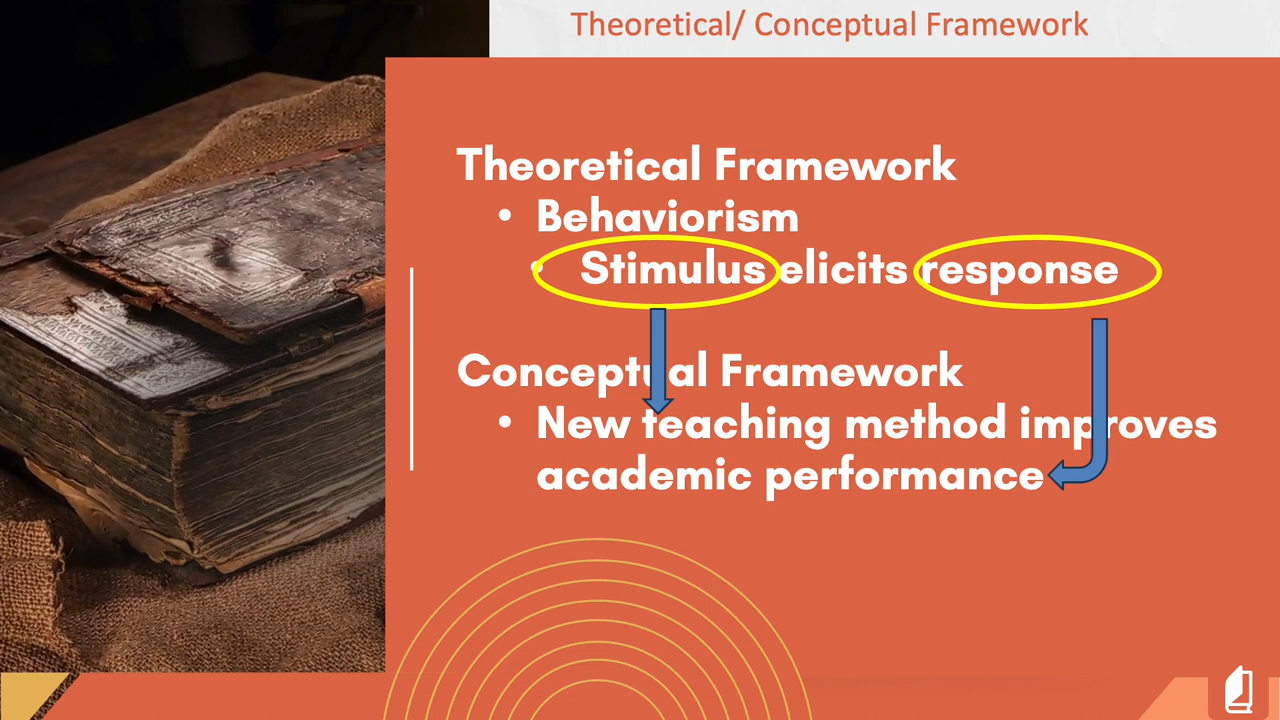 Theoretical/ Conceptual Framework
Theoretical Framework
• Behaviorism
• Stimulus elicits response
Conceptual Framework
• New teaching method improves
academic performance